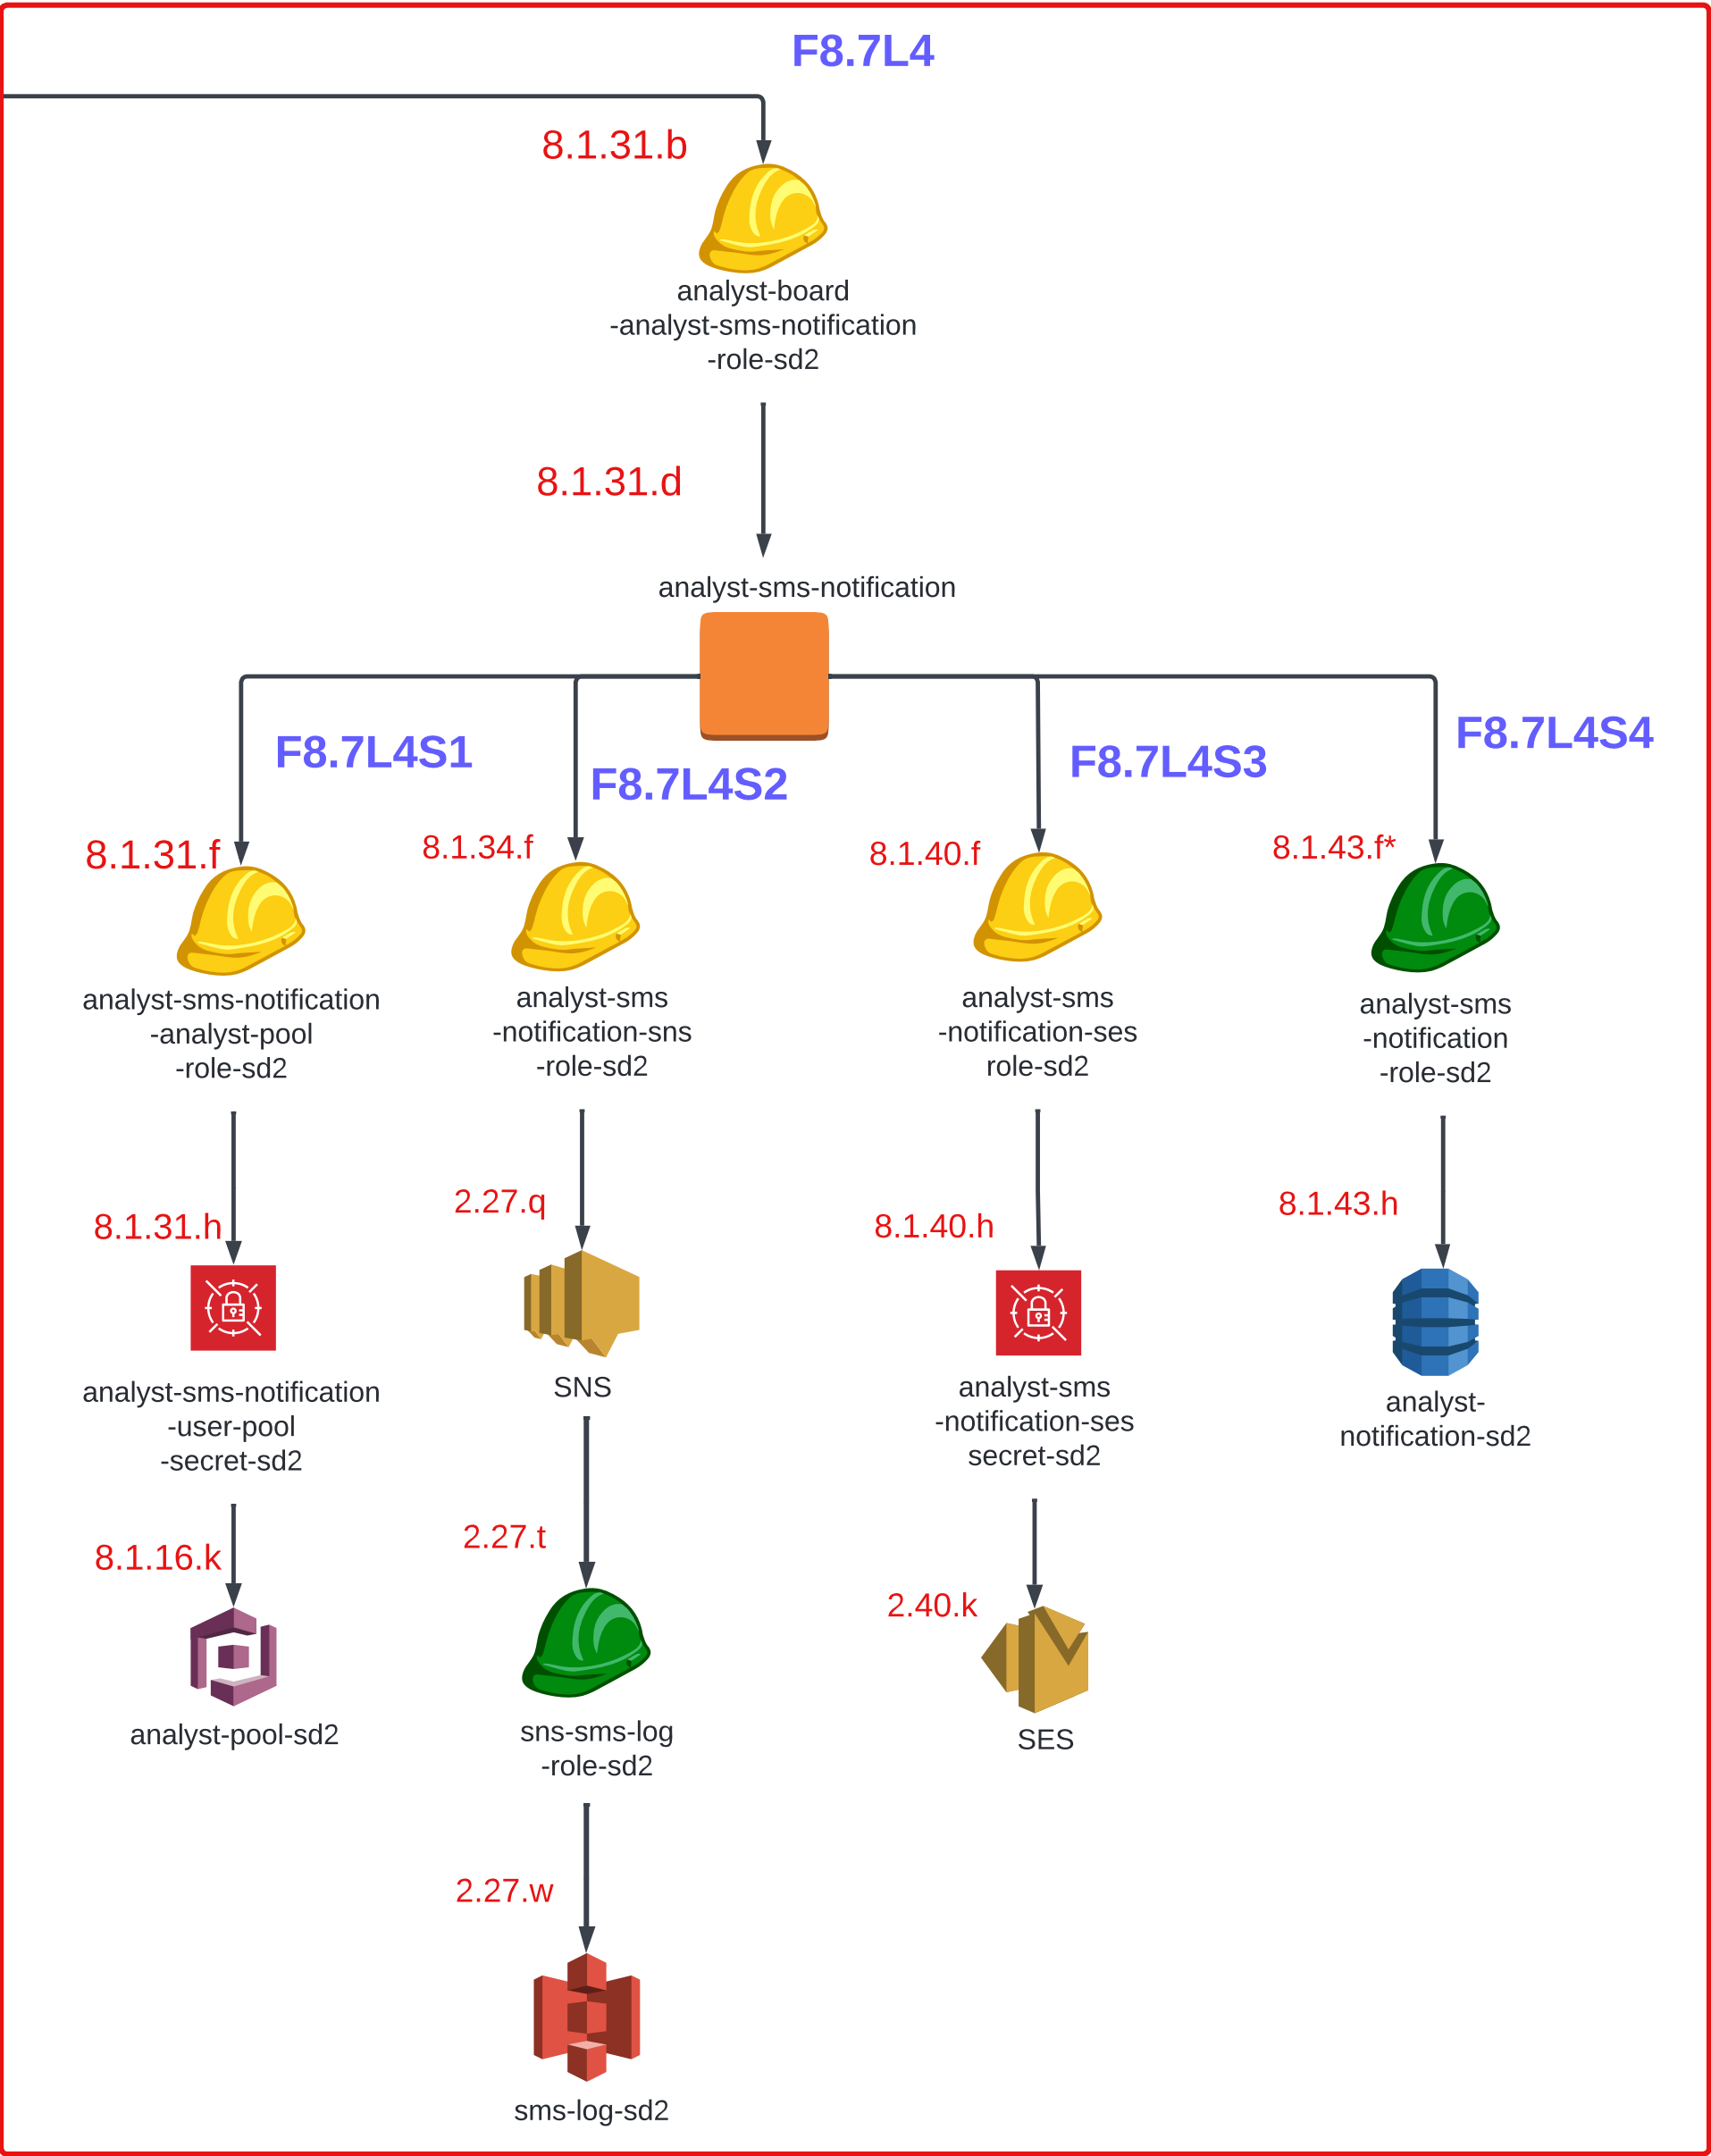 F8.7L4
8.1.31.b
analyst-board
-analyst-sms-notification
-role-sd2
8.1.31.d
analyst-sms-notification
F8.7L4S1
F8.7L4S2
F8.7L4S3
F8.7L4S4
8.1.31.f
8.1.34.f
8.1.40.f
8.1.43.f*
analyst-sms-notification
-analyst-pool
-role-sd2
analyst-sms
-notification-sns
-role-sd2
analyst-sms
-notification-ses
role-sd2
analyst-sms
-notification
-role-sd2
8.1.31.h
2.27.q
8.1.40.h
8.1.43.h
analyst-sms-notification
-user-pool
-secret-sd2
SNS
analyst-sms
-notification-ses
secret-sd2
analyst-
notification-sd2
8.1.16.k
2.27.t
2.40.k
analyst-pool-sd2
sns-sms-log
-role-sd2
SES
2.27.w
sms-log-sd2